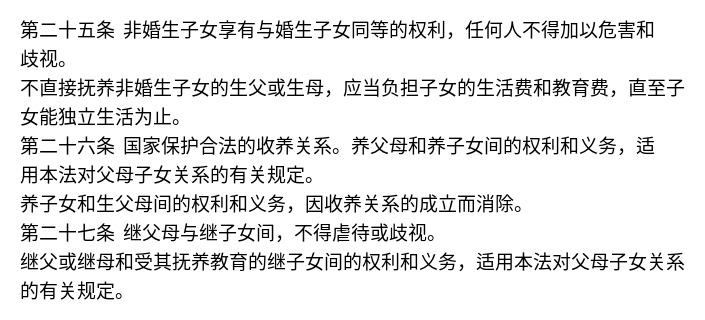 第二十五条 非婚生子女享有与婚生子女同等的权利，任何人不得加以危害和
歧视。
不直接抚养非婚生子女的生父或生母，应当负担子女的生活费和教育费，直至子
女能独立生活为止。
第二十六条 国家保护合法的收养关系。养父母和养子女间的权利和义务，适
用本法对父母子女关系的有关规定。
养子女和生父母间的权利和义务，因收养关系的成立而消除。
第二十七条 继父母与继子女间，不得虐待或歧视。
继父或继母和受其抚养教育的继子女间的权利和义务，适用本法对父母子女关系
的有关规定。